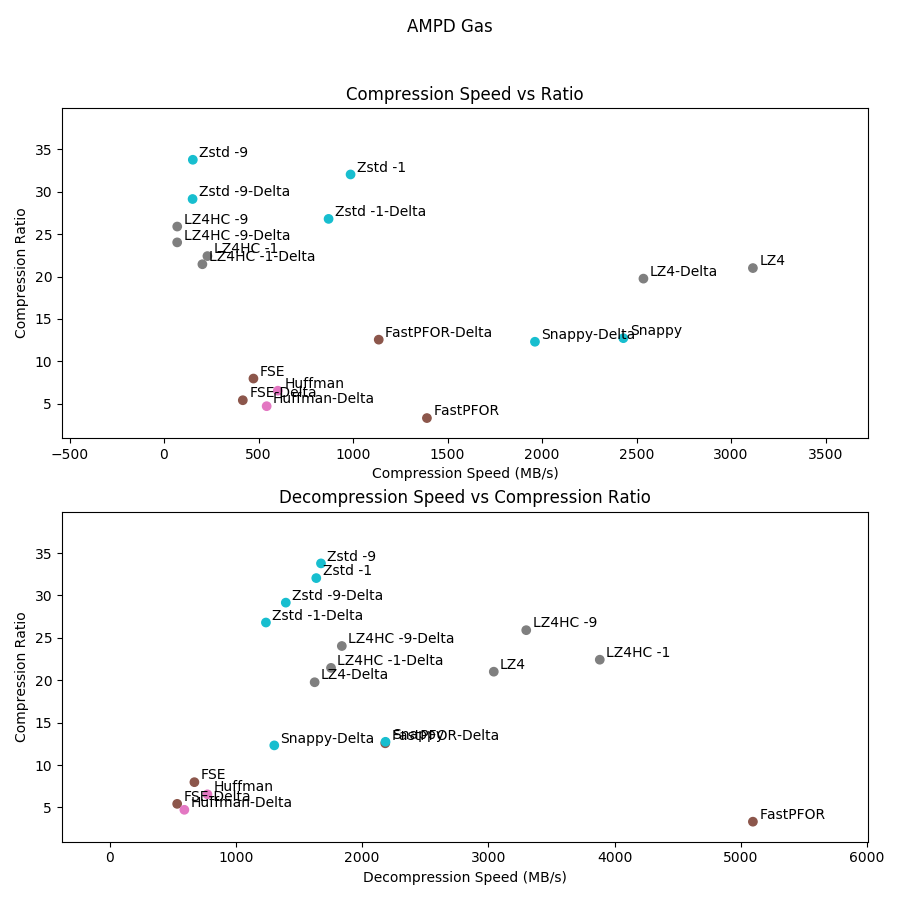 AMPD Gas
Compression Speed vs Ratio
Compression Ratio
35
30
25
20
15
10
5
Zstd -9
Zstd -1
Zstd -9-Delta
Zstd -1-Delta
LZ4HC -9
LZ4HC -9-Delta
LZ4HC -1
LZ4HC -1-Delta
LZ4
LZ4-Delta
FastPFOR-Delta
Snappy-Delta
Snappy
FSE
Huffman
FSE-Delta
Huffman-Delta
FastPFOR
−500
0
500
1000
1500
2000
2500
3000
3500
Compression Speed (MB/s)
Decompression Speed vs Compression Ratio
Compression Ratio
35
30
25
20
15
10
5
Zstd -9
Zstd -1
Zstd -9-Delta
Zstd -1-Delta
LZ4HC -9
LZ4HC -9-Delta
LZ4HC -1
LZ4HC -1-Delta
LZ4
LZ4-Delta
Snappy-Delta
Snappy
FastPFOR-Delta
FSE
Huffman
FSE-Delta
Huffman-Delta
FastPFOR
0
1000
2000
3000
4000
5000
6000
Decompression Speed (MB/s)